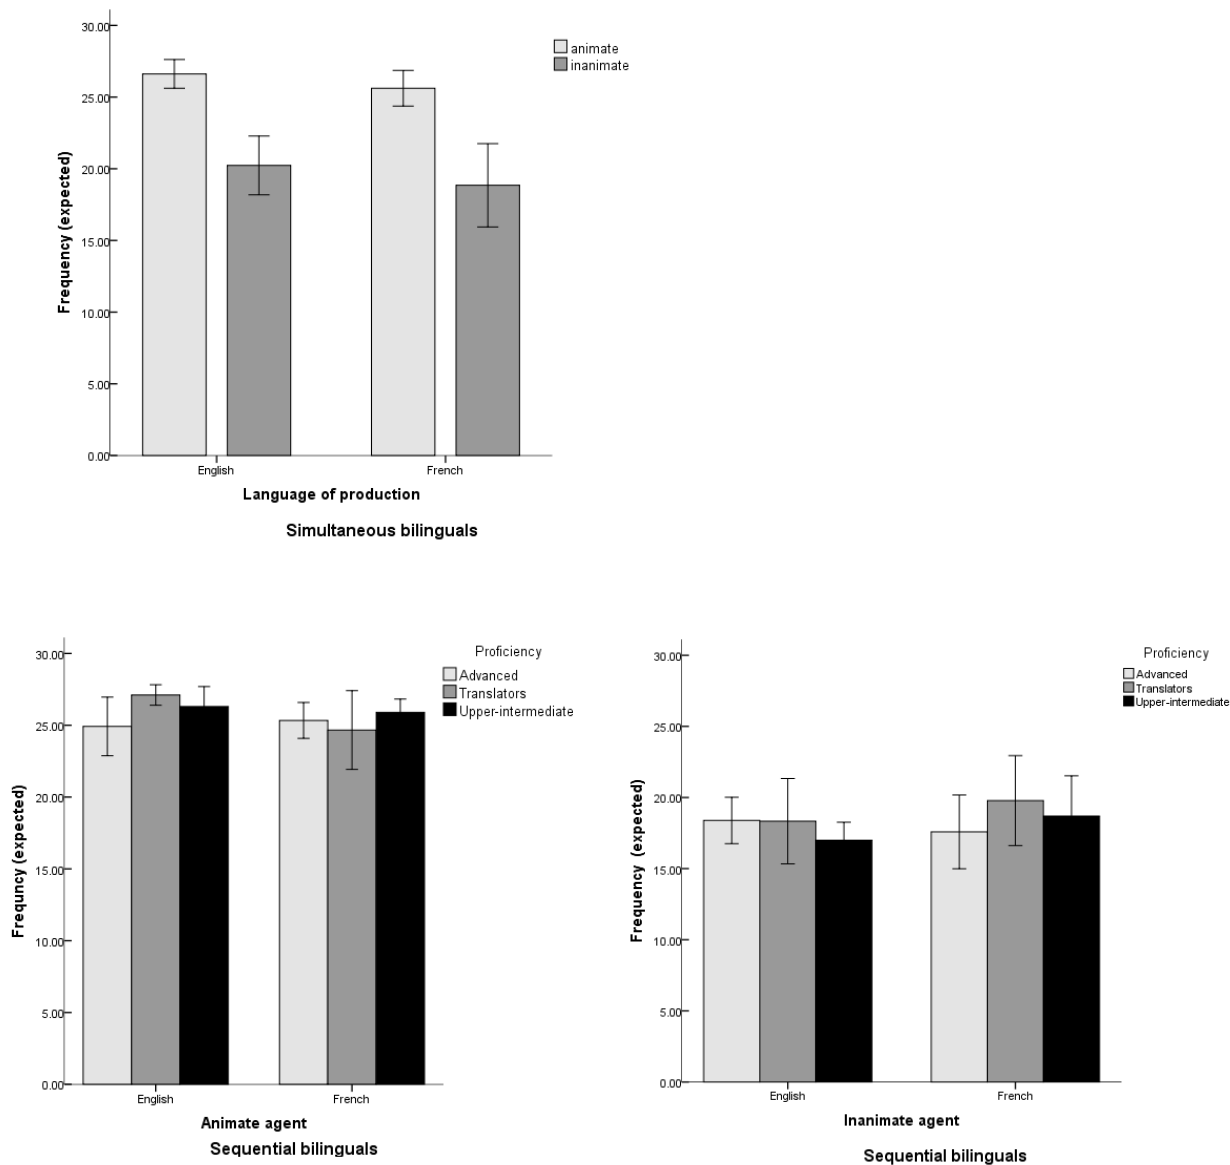 30.00
25.00
20.00
15.00
10.00
5.00
0.00
Frequency (expected)
animate
inanimate
English French
Language of production
Simultaneous bilinguals
30.00
25.00
20.00
15.00
10.00
5.00
0.00
Frequncy (expected)
Proficiency
Advanced
Translators
Upper-intermediate
English French
Animate agent
Sequential bilinguals
30.00
25.00
20.00
15.00
10.00
5.00
0.00
Frequency (expected)
Proficiency
Advanced
Translators
Upper-intermediate
English French
Inanimate agent
Sequential bilinguals